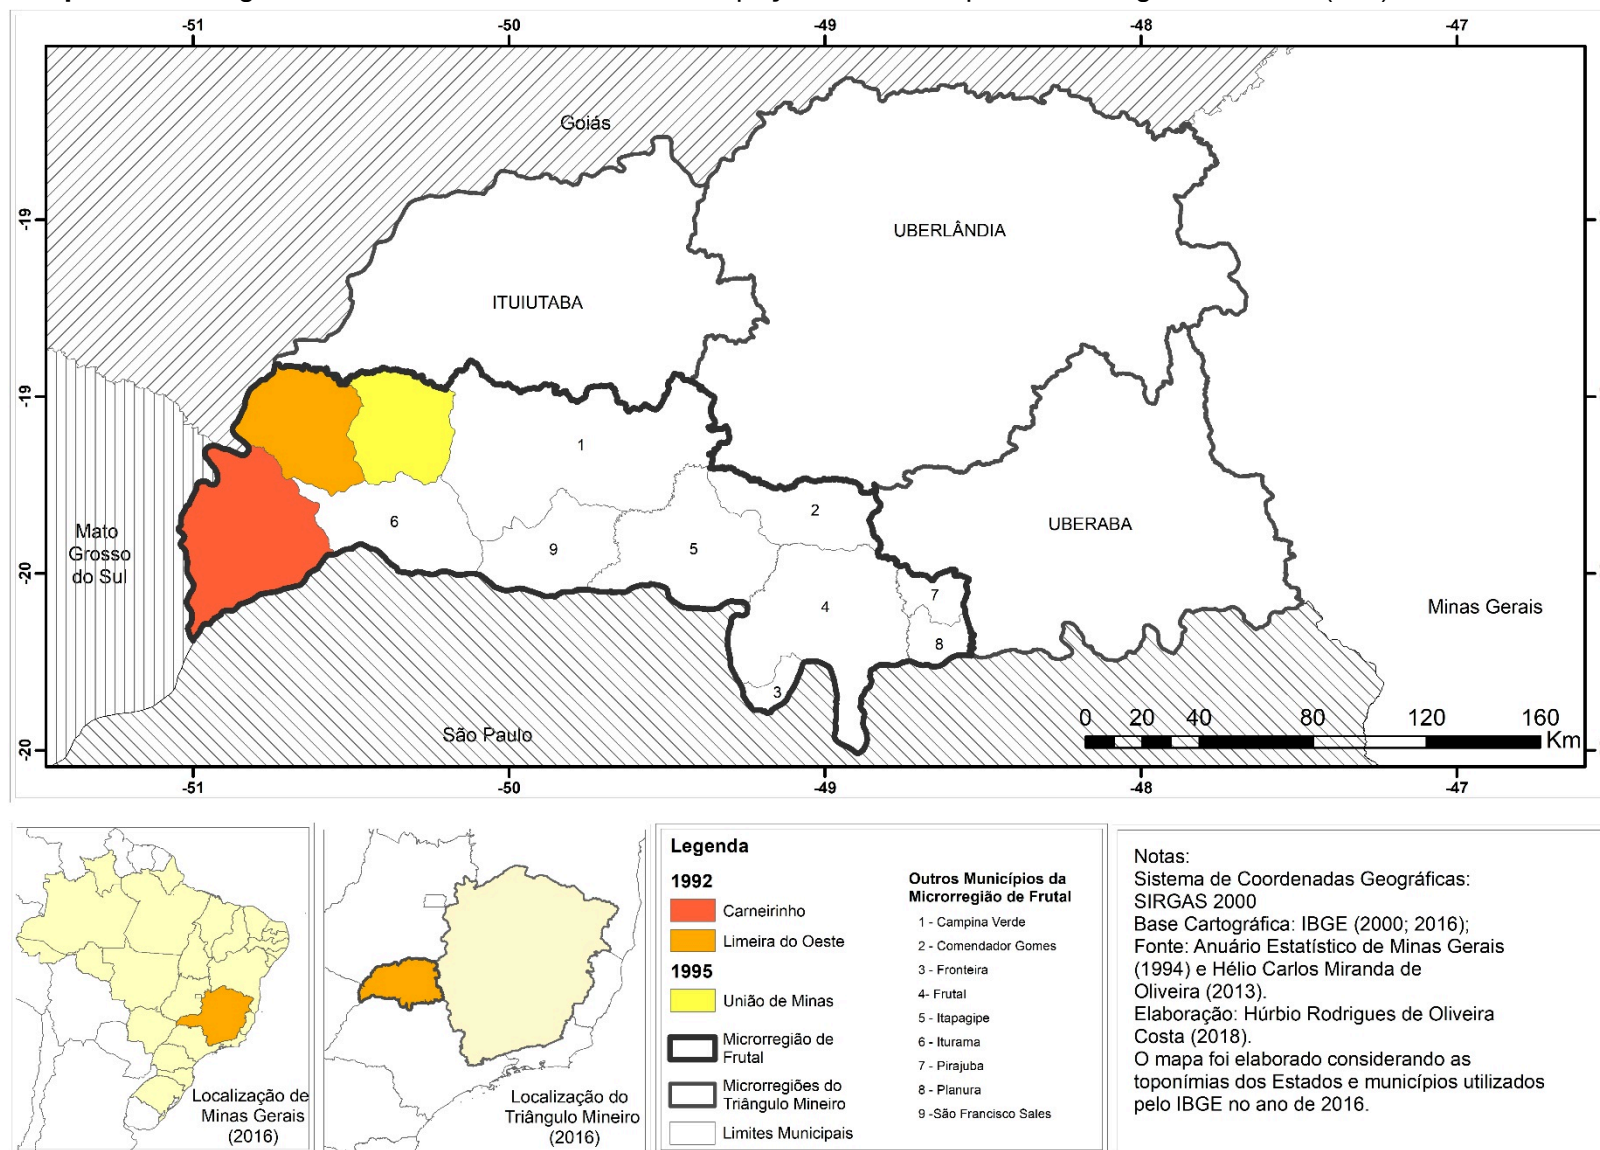 -51 -50 -49 -48 -47
Goiás
-19
UBERLÂNDIA
ITUIUTABA
-19
1
2
6
9
5
UBERABA
Mato
Grosso
do Sul
-20
7
4
Minas Gerais
8
3
0 20 40 80 120 160
Km
São Paulo
-20
-51 -50 -49 -48 -47
Localização de
Minas Gerais
(2016)
Localização do
Triângulo Mineiro
(2016)
Legenda
1992
Carneirinho
Limeira do Oeste
1995
União de Minas
Microrregião de
Frutal
Microrregiões do
Triângulo Mineiro
Limites Municipais
Outros Municípios da
Microrregião de Frutal
1 - Campina Verde
2 - Comendador Gomes
3 - Fronteira
4- Frutal
5 - Itapagipe
6 - Iturama
7 - Pirajuba
8 - Planura
9 -São Francisco Sales
Notas:
Sistema de Coordenadas Geográficas:
SIRGAS 2000
Base Cartográfica: IBGE (2000; 2016);
Fonte: Anuário Estatístico de Minas Gerais
(1994) e Hélio Carlos Miranda de
Oliveira (2013).
Elaboração: Húrbio Rodrigues de Oliveira
Costa (2018).
O mapa foi elaborado considerando as
toponímias dos Estados e municípios utilizados
pelo IBGE no ano de 2016.